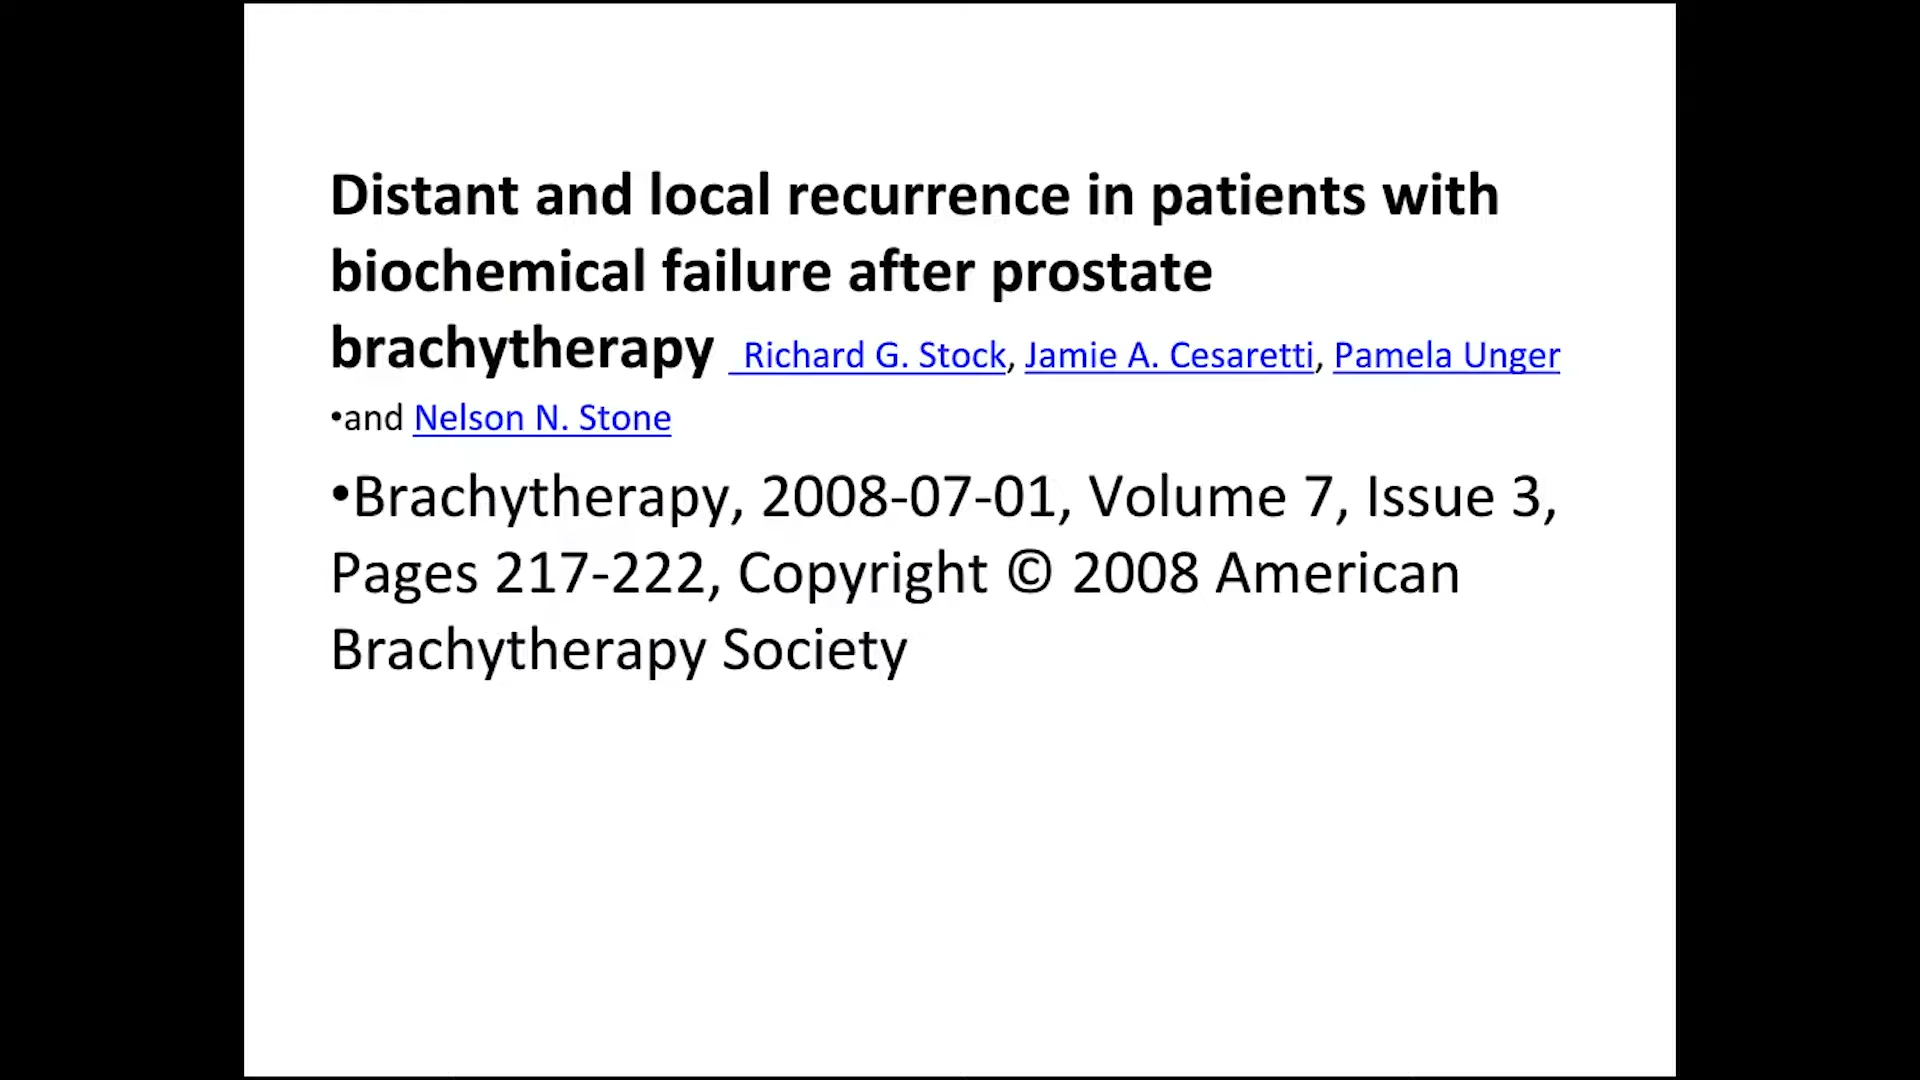 Distant and local recurrence in patients with
biochemical failure after prostate
brachytherapy Richard G. Stock, Jamie A. Cesaretti, Pamela Unger
•and Nelson N. Stone
•Brachytherapy, 2008-07-01, Volume 7, Issue 3,
Pages 217-222, Copyright © 2008 American
Brachytherapy Society